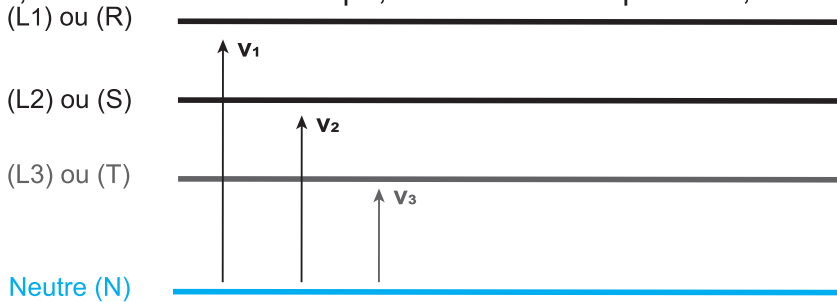 (L1) ou (R)
V1
(L2) ou (S)
V2
(L3) ou (T)
V3
Neutre (N)